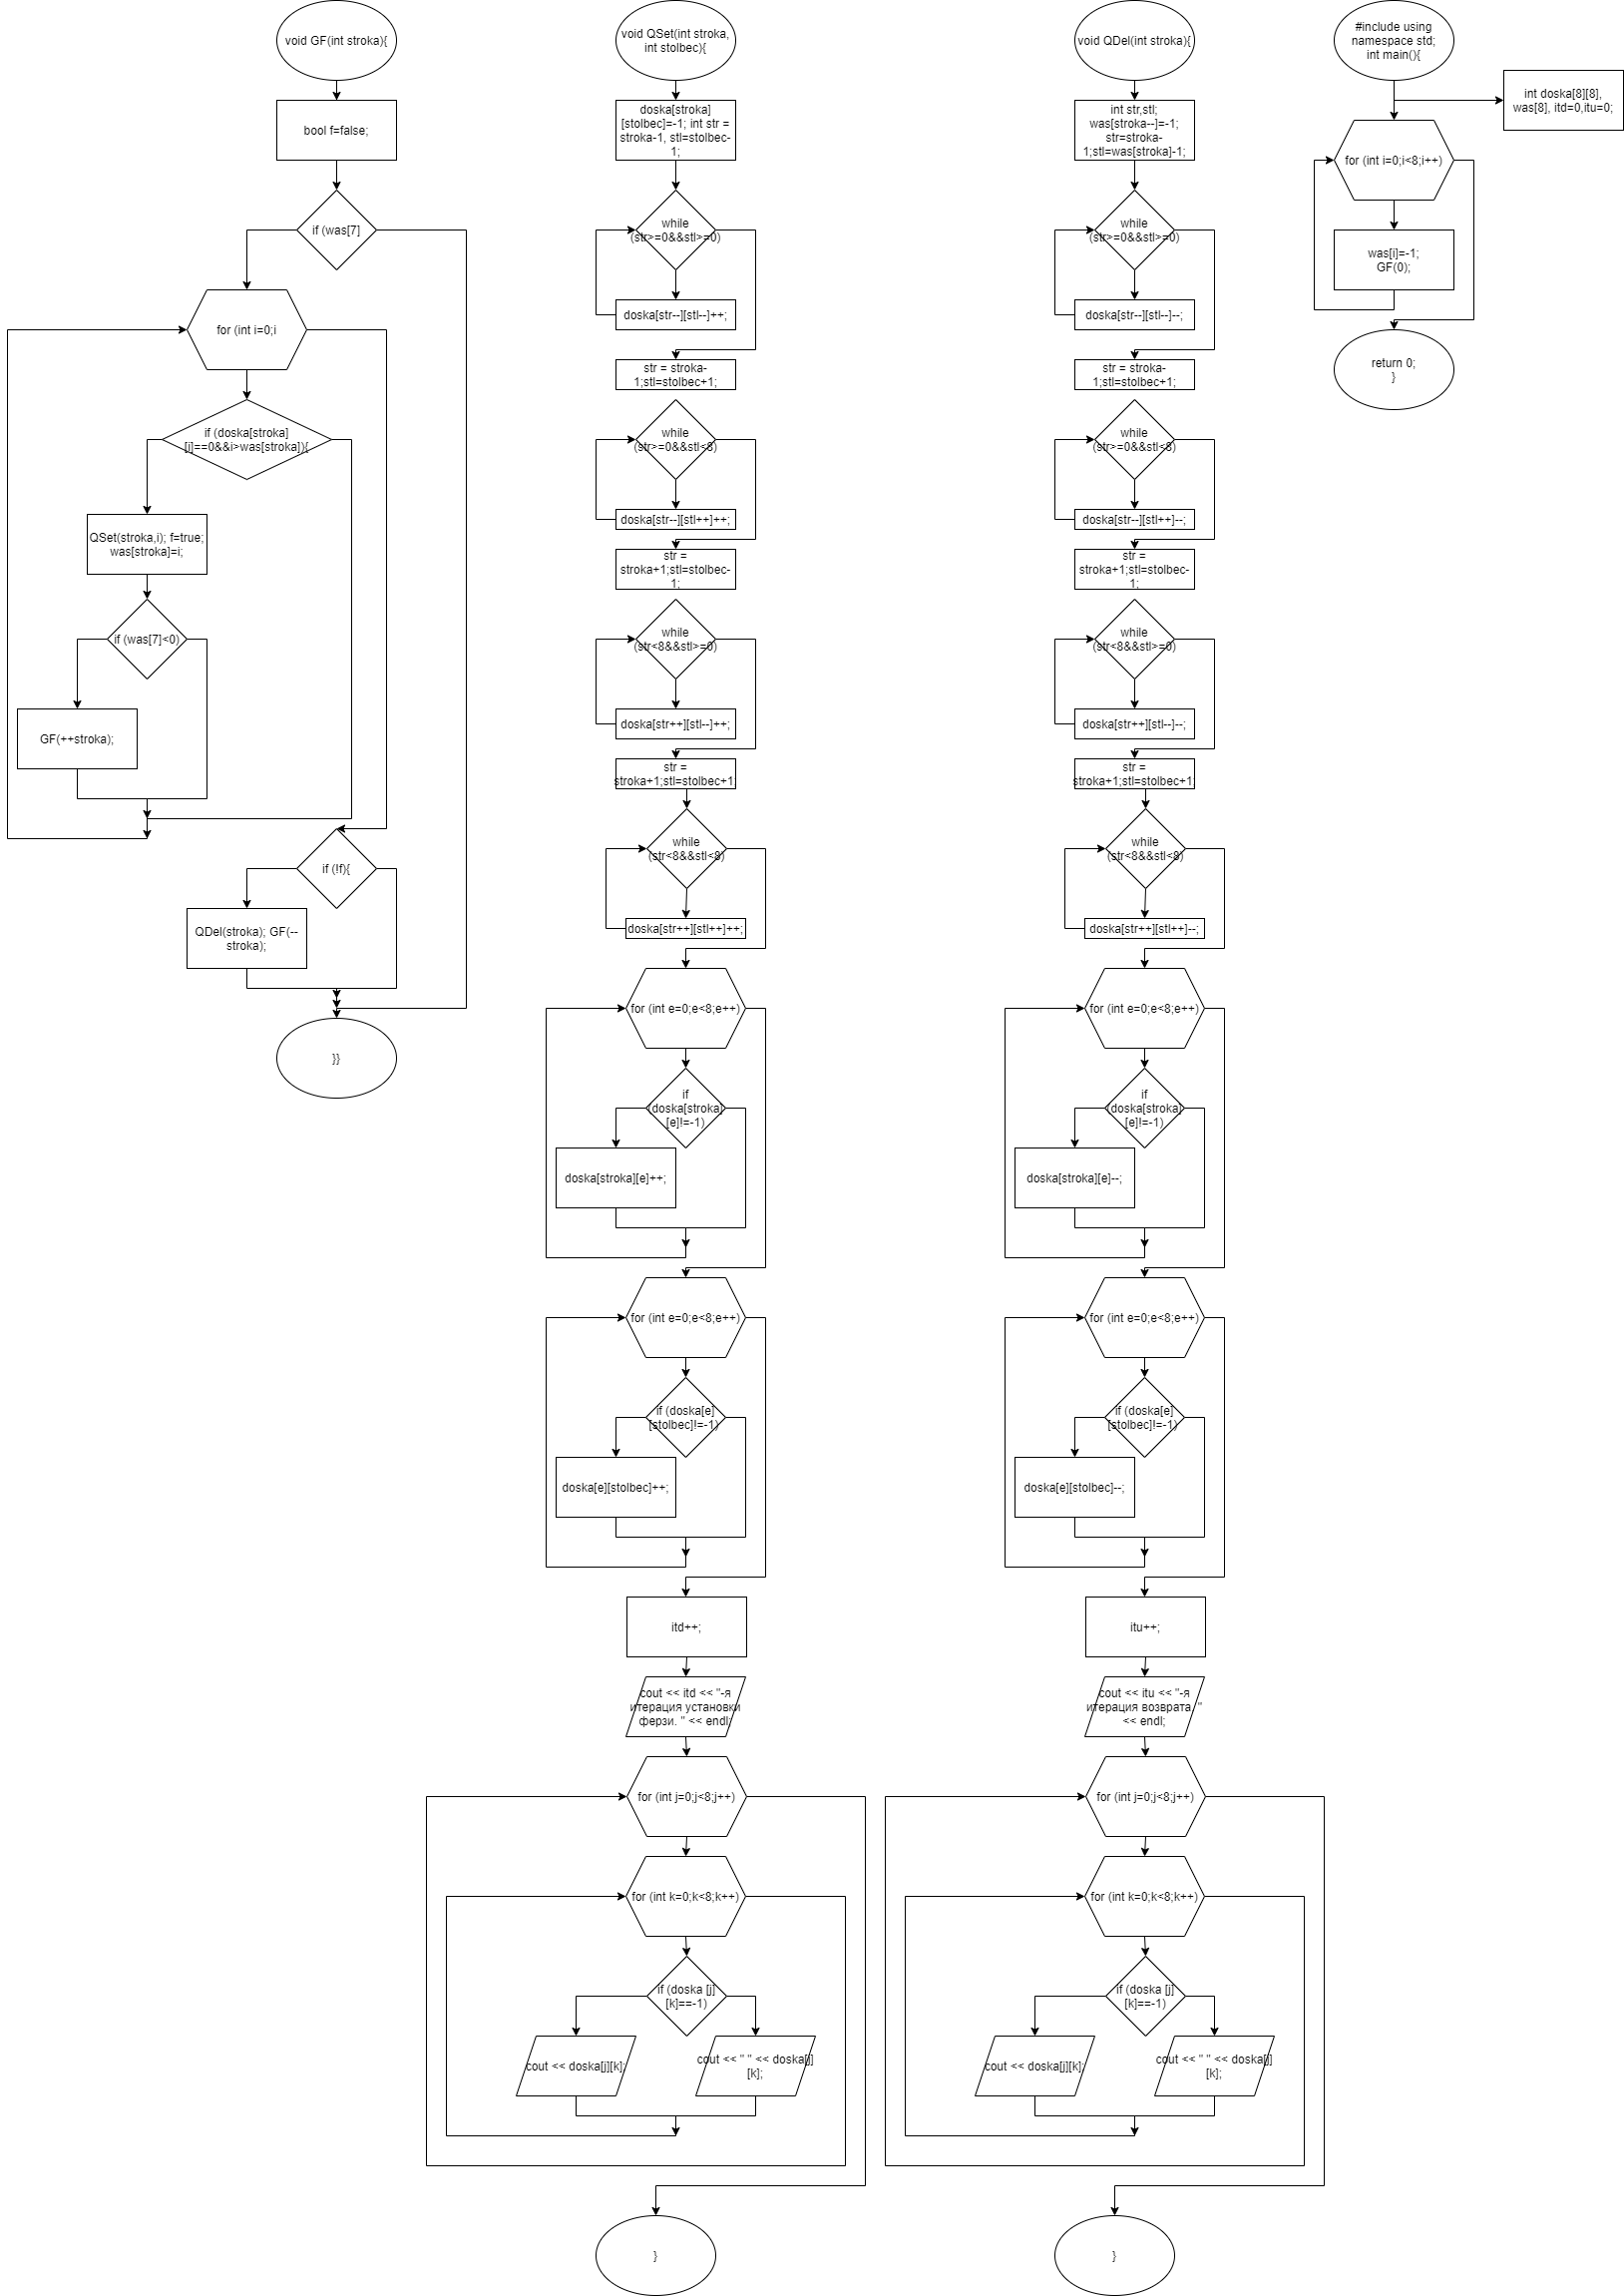 void GF(int stroka){
bool f=false;
if (was[7]
for (int i=0;i
if (doska[stroka]
[i]==0&&i>was[stroka]){
QSet(stroka,i); f=true;
was[stroka]=i;
if (was[7]<0)
GF(++stroka);
if (!f){
QDel(stroka); GF(--
stroka);
}}
void QSet(int stroka,
int stolbec){
doska[stroka]
[stolbec]=-1; int str =
stroka-1, stl=stolbec-
1;
while
(str>=0&&stl>=0)
doska[str--][stl--]++;
str = stroka-
1;stl=stolbec+1;
while
(str>=0&&stl<8)
doska[str--][stl++]++;
str =
stroka+1;stl=stolbec-
1;
while
(str<8&&stl>=0)
doska[str++][stl--]++;
str =
stroka+1;stl=stolbec+1;
while
(str<8&&stl<8)
doska[str++][stl++]++;
for (int e=0;e<8;e++)
if
(doska[stroka]
[e]!=-1)
doska[stroka][e]++;
for (int e=0;e<8;e++)
if (doska[e]
[stolbec]!=-1)
doska[e][stolbec]++;
itd++;
cout << itd << "-я
итерация установки
ферзи. " << endl;
for (int j=0;j<8;j++)
for (int k=0;k<8;k++)
if (doska [j]
[k]==-1)
cout << doska[j][k];
cout << " " << doska[j]
[k];
}
void QDel(int stroka){
int str,stl;
was[stroka--]=-1;
str=stroka-
1;stl=was[stroka]-1;
while
(str>=0&&stl>=0)
doska[str--][stl--]--;
str = stroka-
1;stl=stolbec+1;
while
(str>=0&&stl<8)
doska[str--][stl++]--;
str =
stroka+1;stl=stolbec-
1;
while
(str<8&&stl>=0)
doska[str++][stl--]--;
str =
stroka+1;stl=stolbec+1;
while
(str<8&&stl<8)
doska[str++][stl++]--;
for (int e=0;e<8;e++)
if
(doska[stroka]
[e]!=-1)
doska[stroka][e]--;
for (int e=0;e<8;e++)
if (doska[e]
[stolbec]!=-1)
doska[e][stolbec]--;
itu++;
cout << itu << "-я
итерация возврата. "
<< endl;
for (int j=0;j<8;j++)
for (int k=0;k<8;k++)
if (doska [j]
[k]==-1)
cout << doska[j][k];
cout << " " << doska[j]
[k];
}
#include using
namespace std;
int main(){
int doska[8][8],
was[8], itd=0,itu=0;
for (int i=0;i<8;i++)
was[i]=-1;
GF(0);
return 0;
}